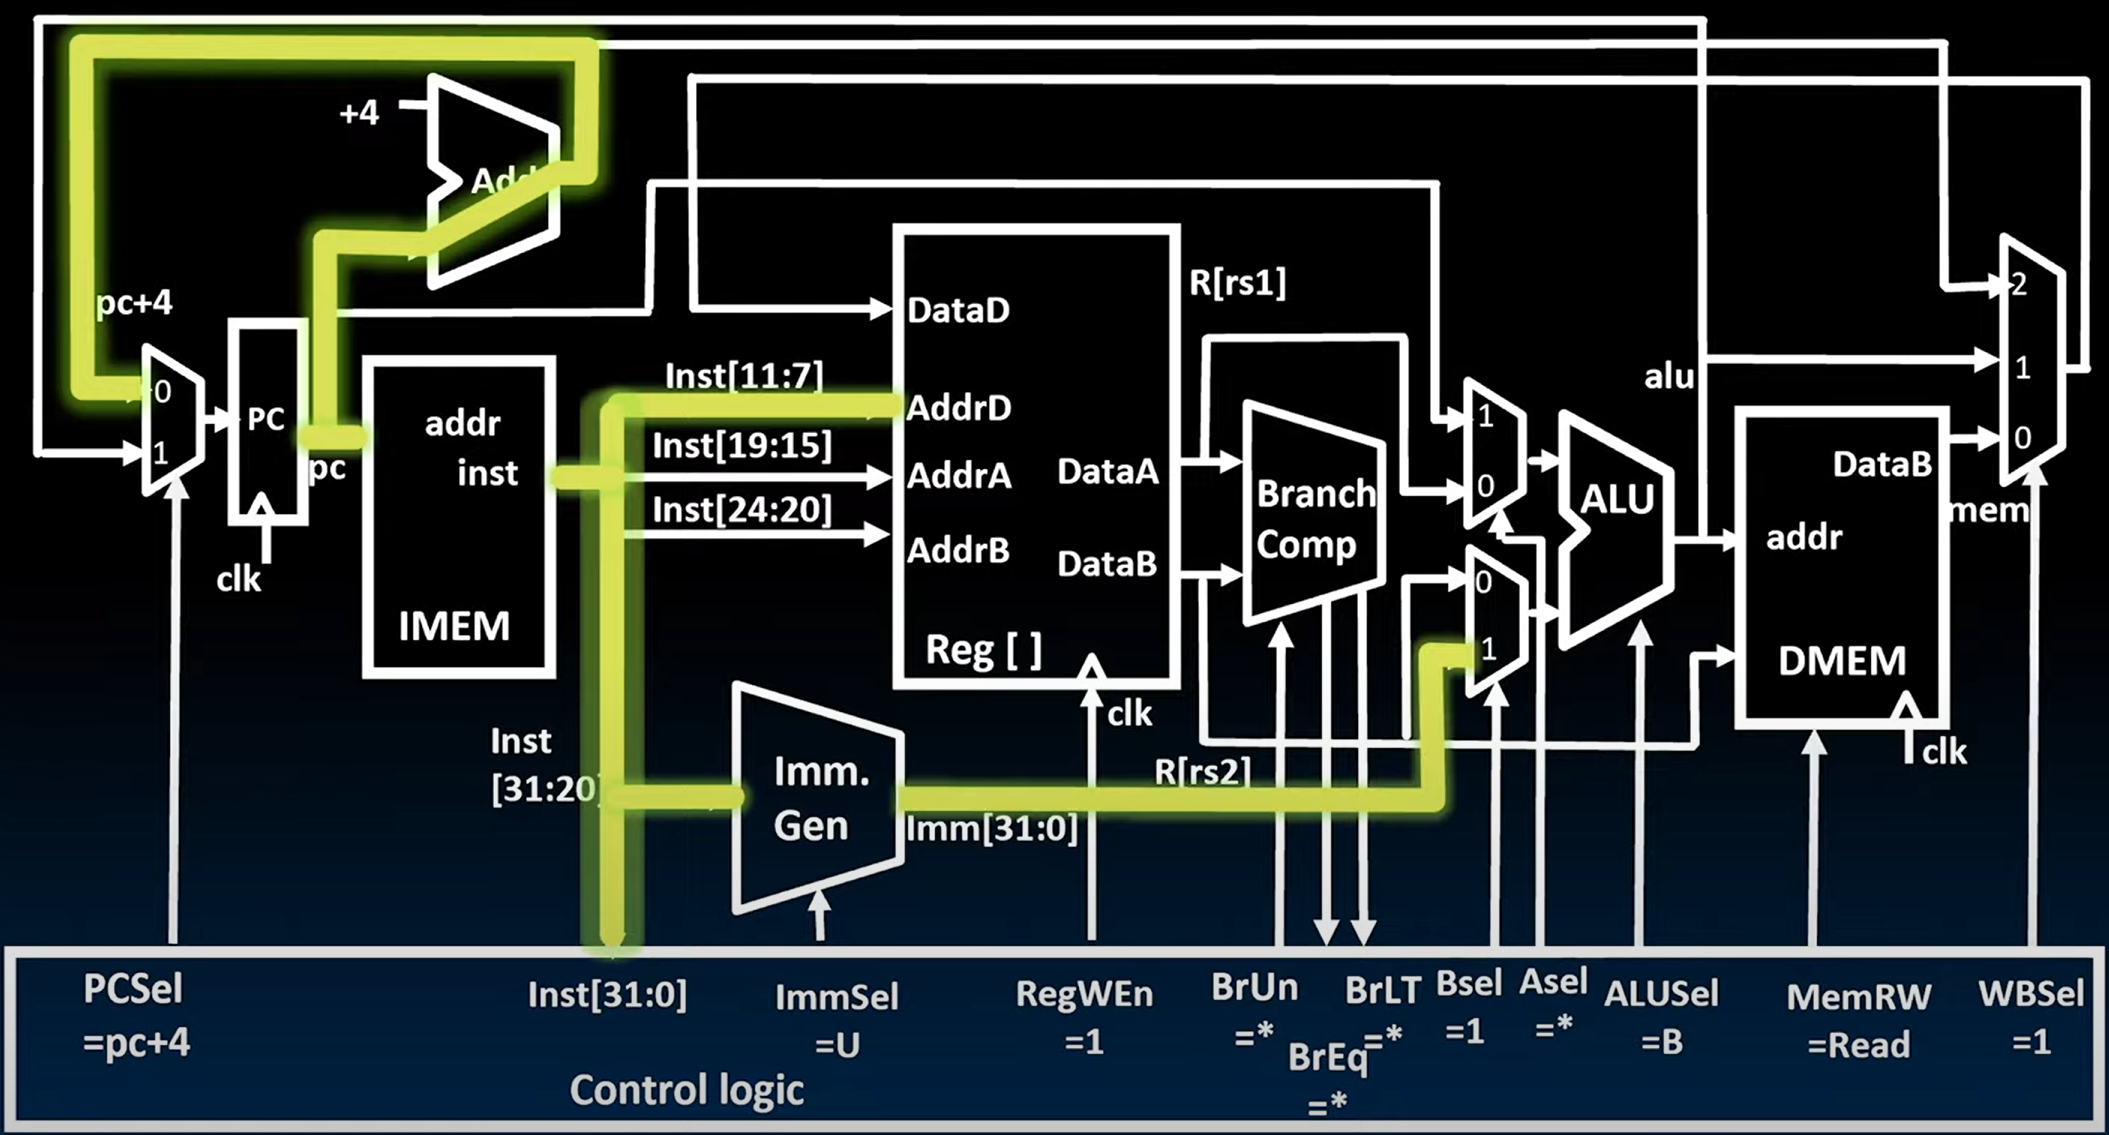 +4
Add
pc+4
0
1
PC
clk
pc
addr
inst
IMEM
Inst[11:7]
Inst[19:15]
Inst[24:20]
DataD
AddrD
AddrA
AddrB
DataA
DataB
Reg [ ]
clk
R[rs1]
Branch
Comp
1
0
0
1
ALU
alu
DataB
addr
DMEM
clk
mem
2
1
0
Inst
[31:20]
Imm.
Gen
R[rs2]
Imm[31:0]
PCSel
=pc+4
Inst[31:0]
ImmSel
=U
RegWEn
=1
BrUn
=*
BrEq
=*
BrLT
=*
Bsel
=1
Asel
=*
ALUSel
=B
MemRW
=Read
WBSel
=1
Control logic